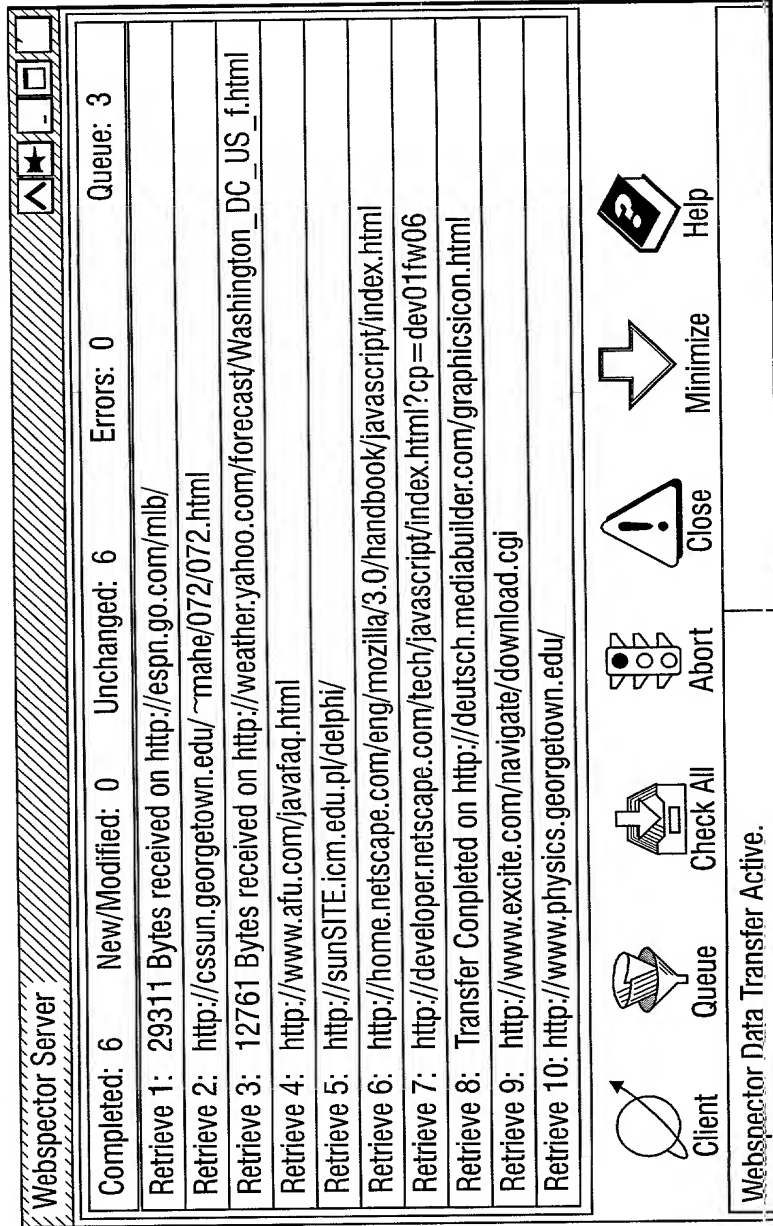 Webspector Server
Completed: 6 New/Modified: 0 Unchanged: 6 Errors: 0 Queue: 3
Retrieve 1: 29311 Bytes received on http://espn.go.com/mlb/
Retrieve 2: http://cssun.georgetown.edu/~mahe/072/072.html
Retrieve 3: 12761 Bytes received on http://weather.yahoo.com/forecast/Washington_DC_US_f.html
Retrieve 4: http://www.afu.com/javafaq.html
Retrieve 5: http://sunSITE.icm.edu.pl/delphi/
Retrieve 6: http://home.netscape.com/eng/mozilla/3.0/handbook/javascript/index.html
Retrieve 7: http://developer.netscape.com/tech/javascript/index.html?cp=dev01fw06
Retrieve 8: Transfer Conpleted on http://deutsch.mediabuilder.com/graphicsicon.html
Retrieve 9: http://www.excite.com/navigate/download.cgi
Retrieve 10: http://www.physics.georgetown.edu/
Client Queue Check All Abort Close Minimize Help
Webspector Data Transfer Active.